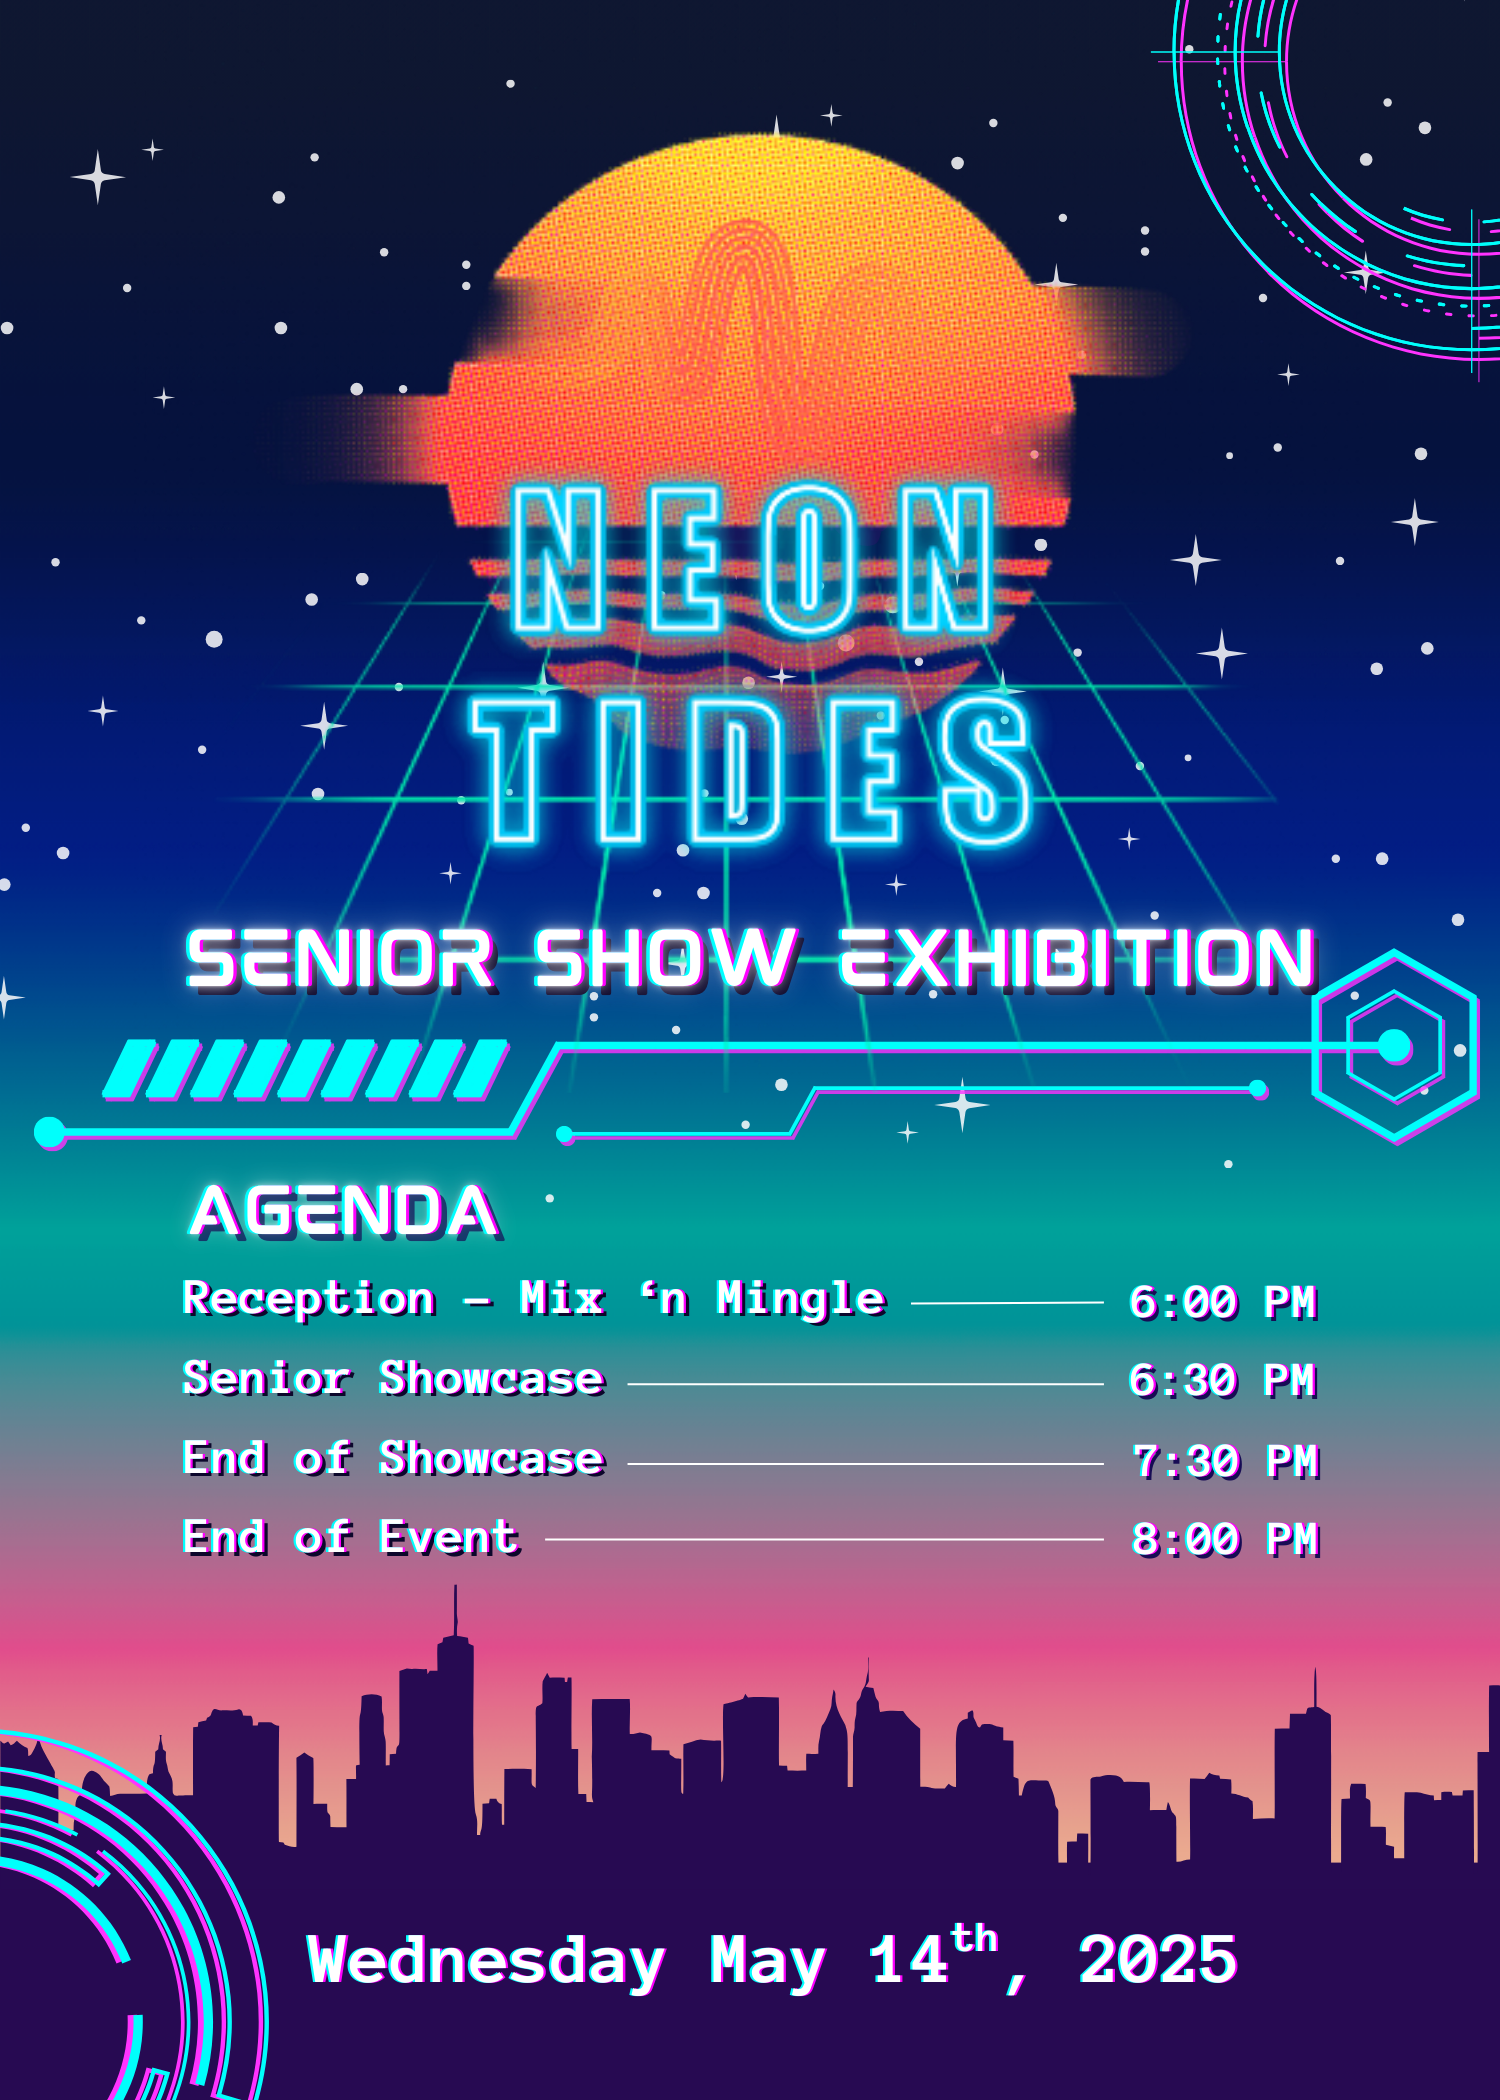 NEON
TIDES
SENIOR SHOW EXHIBITION
AGENDA
Reception – Mix ‘n Mingle 6:00 PM
Senior Showcase 6:30 PM
End of Showcase 7:30 PM
End of Event 8:00 PM
Wednesday May 14th, 2025